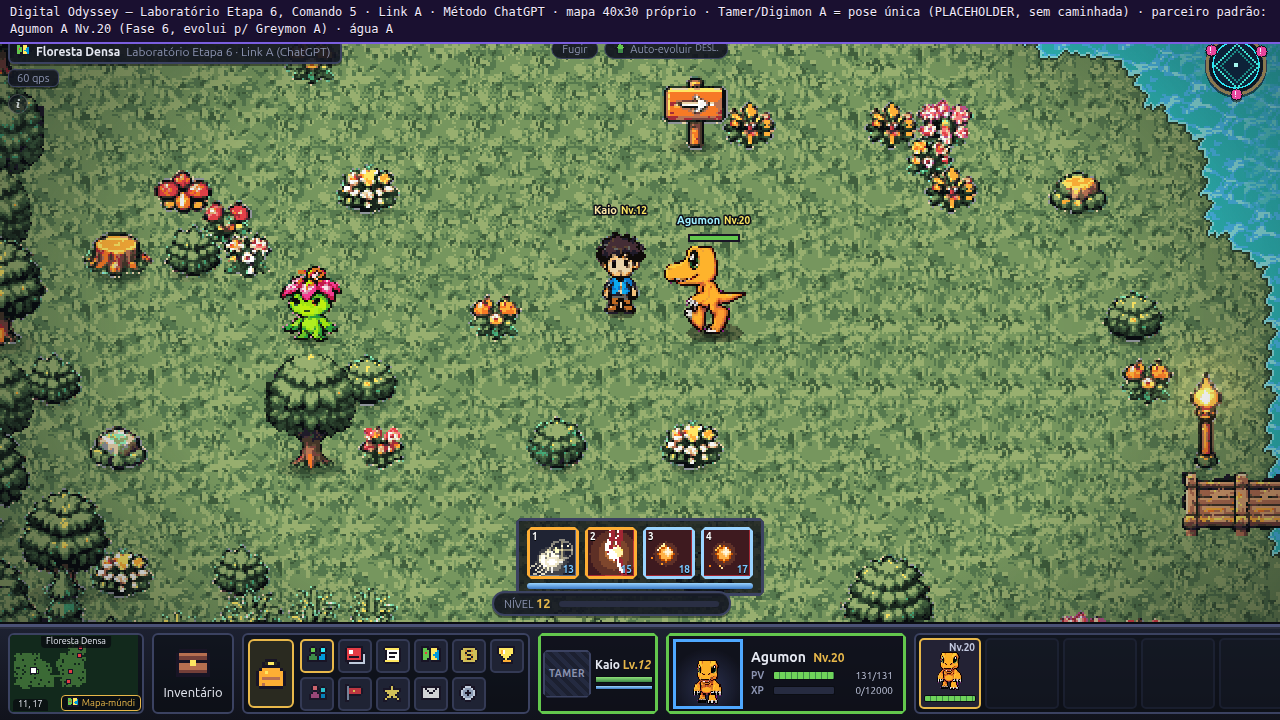 Digital Odyssey — Laboratório Etapa 6, Comando 5 · Link A · Método ChatGPT · mapa 40x30 próprio · Tamer/Digimon A = pose única (PLACEHOLDER, sem caminhada) · parceiro padrão:
Agumon A Nv.20 (Fase 6, evolui p/ Greymon A) · água A
Floresta Densa Laboratório Etapa 6 · Link A (ChatGPT)
Fugir
Auto-evoluir DESL.
60 qps
i
Kaio Nv.12
Agumon Nv.20
1 2 3 4
13 15 18 17
NÍVEL 12
Floresta Densa
11, 17
Mapa-múndi
Inventário
TAMER
Kaio Lv.12
Agumon Nv.20
PV 131/131
XP 0/12000
Nv.20